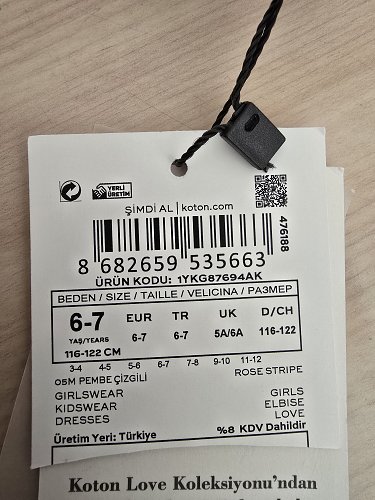 YERLİ
ÜRETİM
ŞİMDİ AL | koton.com
476188
8 682659 535663
ÜRÜN KODU: 1YKG87694AK
BEDEN / SIZE / TAILLE / VELICINA / РАЗМЕР
6-7 EUR TR UK D/CH
TAŞ/YEARS 6-7 6-7 5A/6A 116-122
116-122 CM
3-4 4-5 5-6 6-7 7-8 9-10 11-12
05M PEMBE ÇİZGİLİ ROSE STRIPE
GIRLSWEAR GIRLS
KIDSWEAR ELBISE
DRESSES LOVE
Üretim Yeri: Türkiye %8 KDV Dahildir
Koton Love Koleksiyonu'ndan